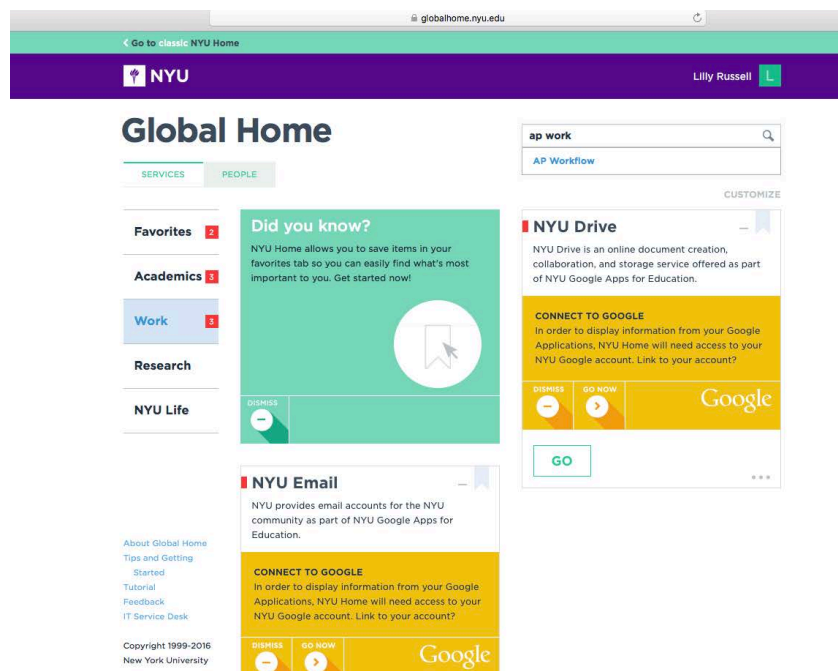 globalhome.nyu.edu
Go to classic NYU Home
NYU
Lilly Russell L
Global Home
ap work
AP Workflow
SERVICES
PEOPLE
CUSTOMIZE
Favorites 2
Academics 3
Work 3
Research
NYU Life
Did you know?
NYU Home allows you to save items in your
favorites tab so you can easily find what's most
important to you. Get started now!
DISMISS
NYU Drive
NYU Drive is an online document creation,
collaboration, and storage service offered as part
of NYU Google Apps for Education.
CONNECT TO GOOGLE
In order to display information from your Google
Applications, NYU Home will need access to your
NYU Google account. Link to your account?
DISMISS
GO NOW
Google
GO
NYU Email
NYU provides email accounts for the NYU
community as part of NYU Google Apps for
Education.
CONNECT TO GOOGLE
In order to display information from your Google
Applications, NYU Home will need access to your
NYU Google account. Link to your account?
DISMISS
GO NOW
Google
About Global Home
Tips and Getting
Started
Tutorial
Feedback
IT Service Desk
Copyright 1999-2016
New York University